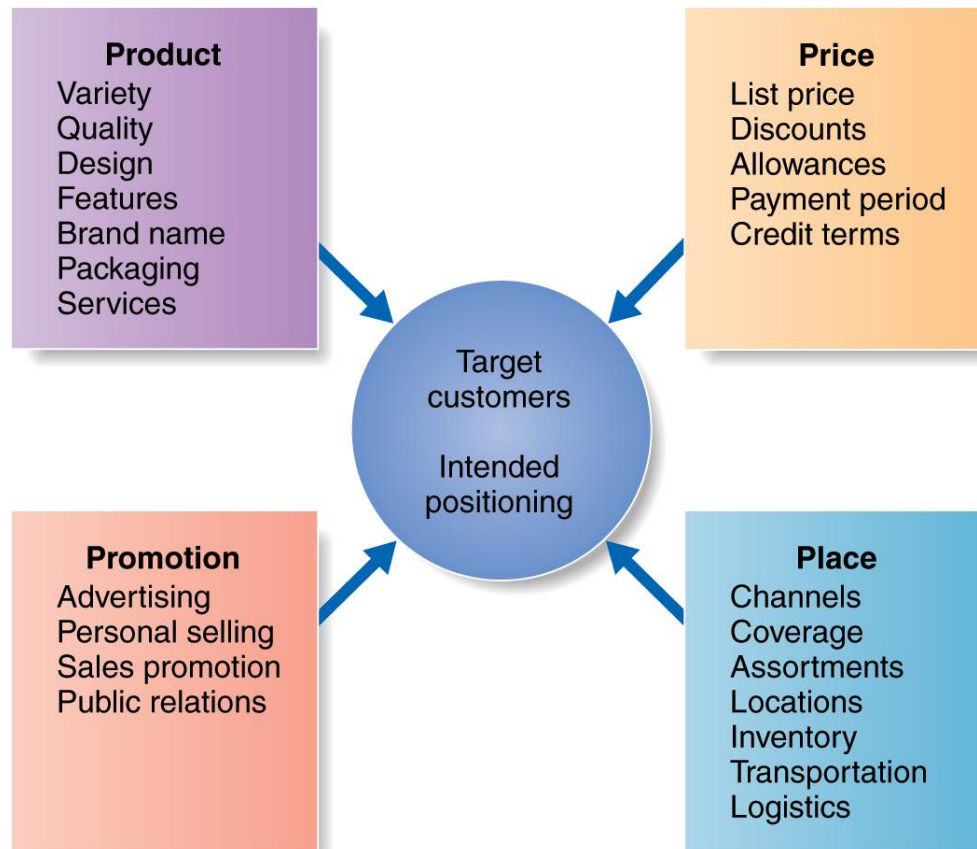 Product
Variety
Quality
Design
Features
Brand name
Packaging
Services
Price
List price
Discounts
Allowances
Payment period
Credit terms
Target
customers
Intended
positioning
Promotion
Advertising
Personal selling
Sales promotion
Public relations
Place
Channels
Coverage
Assortments
Locations
Inventory
Transportation
Logistics